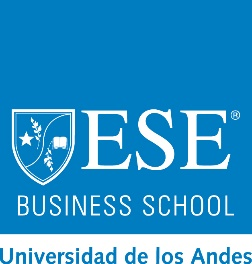 ESE®
BUSINESS SCHOOL
Universidad de los Andes